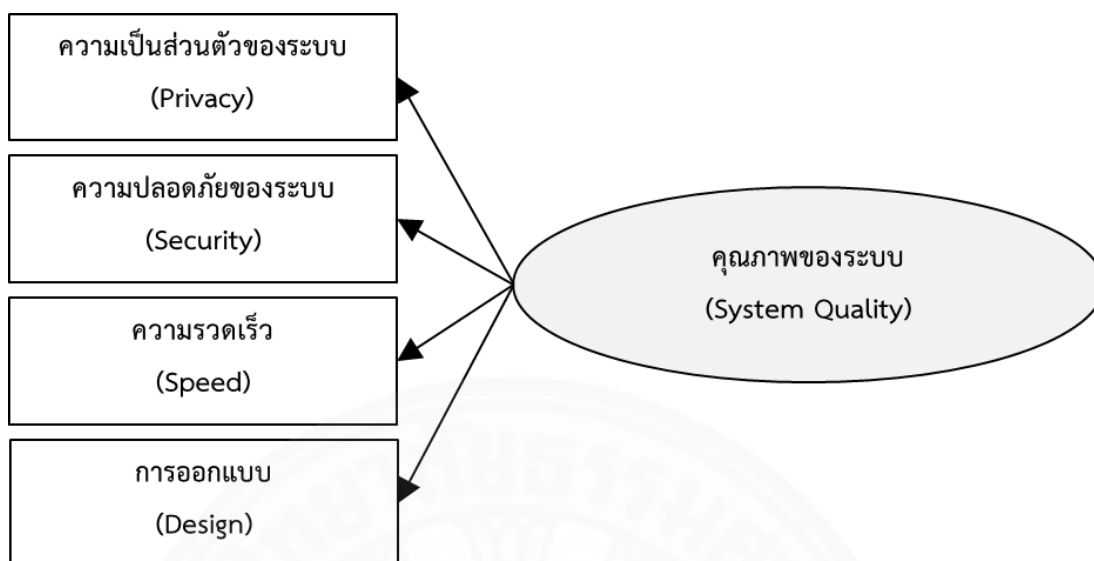 ความเป็นส่วนตัวของระบบ
(Privacy)
ความปลอดภัยของระบบ
(Security)
ความรวดเร็ว
(Speed)
การออกแบบ
(Design)
คุณภาพของระบบ
(System Quality)